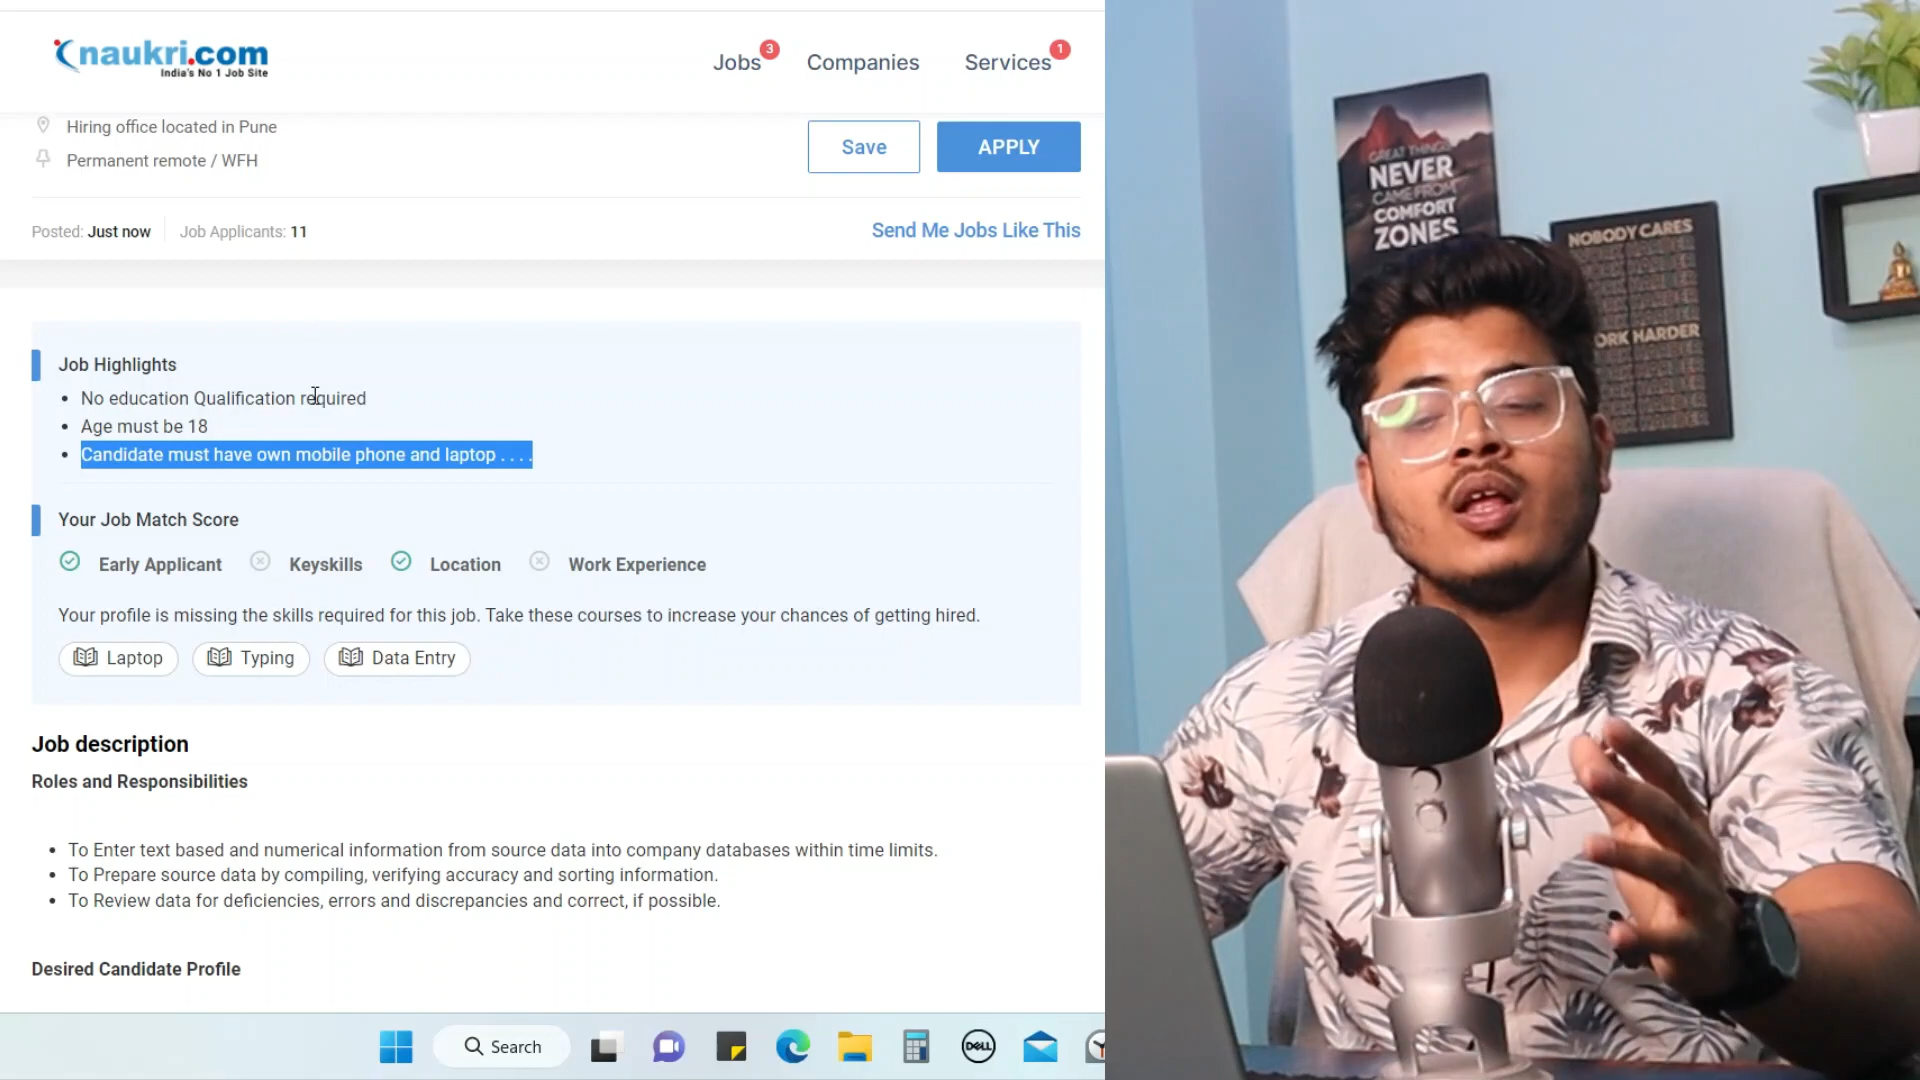 naukri.com
India's No 1 Job Site
Jobs 3
Companies
Services 1
Hiring office located in Pune
Permanent remote / WFH
Save
APPLY
Posted: Just now
Job Applicants: 11
Send Me Jobs Like This
Job Highlights
No education Qualification required
Age must be 18
Candidate must have own mobile phone and laptop . . . .
Your Job Match Score
Early Applicant
Keyskills
Location
Work Experience
Your profile is missing the skills required for this job. Take these courses to increase your chances of getting hired.
Laptop
Typing
Data Entry
Job description
Roles and Responsibilities
To Enter text based and numerical information from source data into company databases within time limits.
To Prepare source data by compiling, verifying accuracy and sorting information.
To Review data for deficiencies, errors and discrepancies and correct, if possible.
Desired Candidate Profile
Search
DELL
GREAT THINGS
NEVER
CAME FROM
COMFORT
ZONES
NOBODY CARES
WORK HARDER